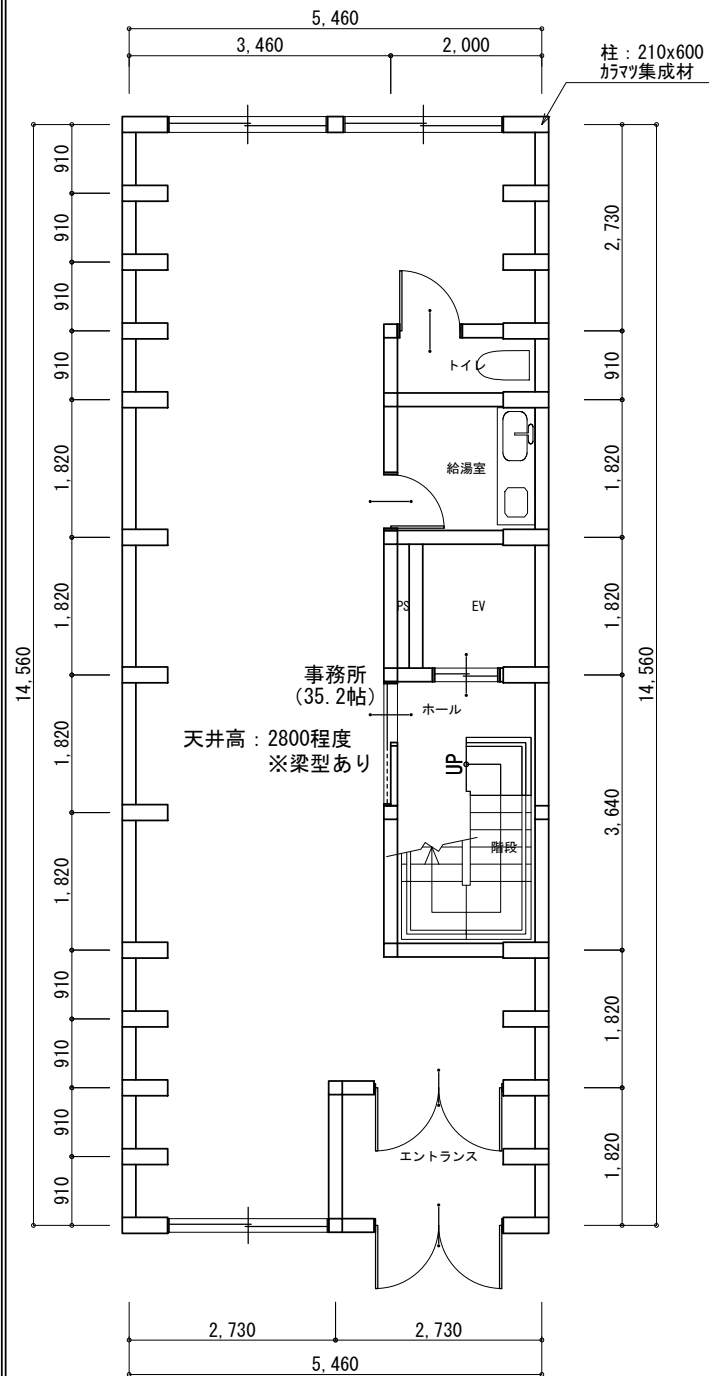 5,460
3,460
2,000
柱：210x600
ｶﾗﾏﾂ集成材
910
910
910
910
1,820
1,820
1,820
1,820
910
910
910
910
14,560
2,730
910
1,820
1,820
3,640
1,820
1,820
14,560
トイレ
給湯室
PS
EV
事務所
(35.2帖)
ホール
天井高：2800程度
※梁型あり
UP
階段
エントランス
2,730
2,730
5,460